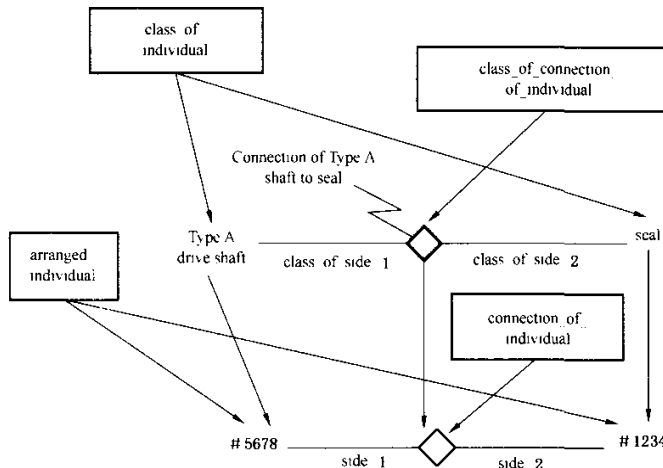 class of
individual
class_of_connection
of_individual
Connection of Type A
shaft to seal
Type A
drive shaft
seal
class of side 1
class of side 2
arranged
individual
connection_of_
individual
# 5678
# 1234
side 1
side 2